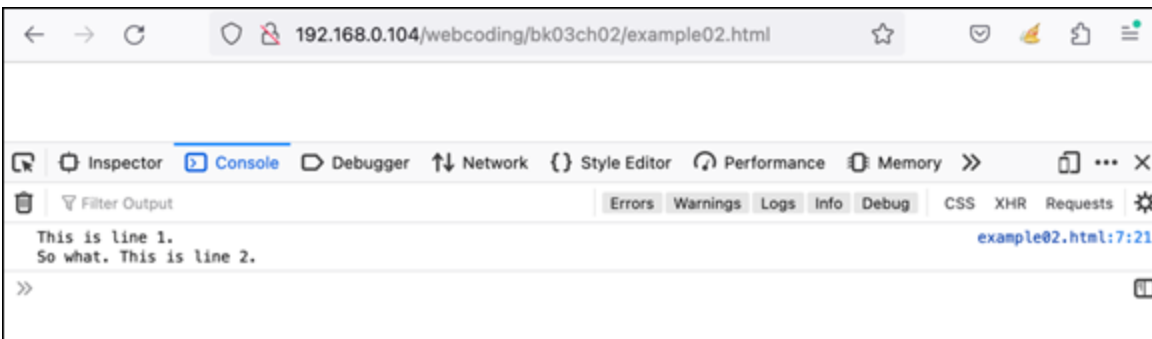 192.168.0.104/webcoding/bk03ch02/example02.html
Inspector Console Debugger Network {} Style Editor Performance Memory
Filter Output Errors Warnings Logs Info Debug CSS XHR Requests
This is line 1. example02.html:7:21
So what. This is line 2.